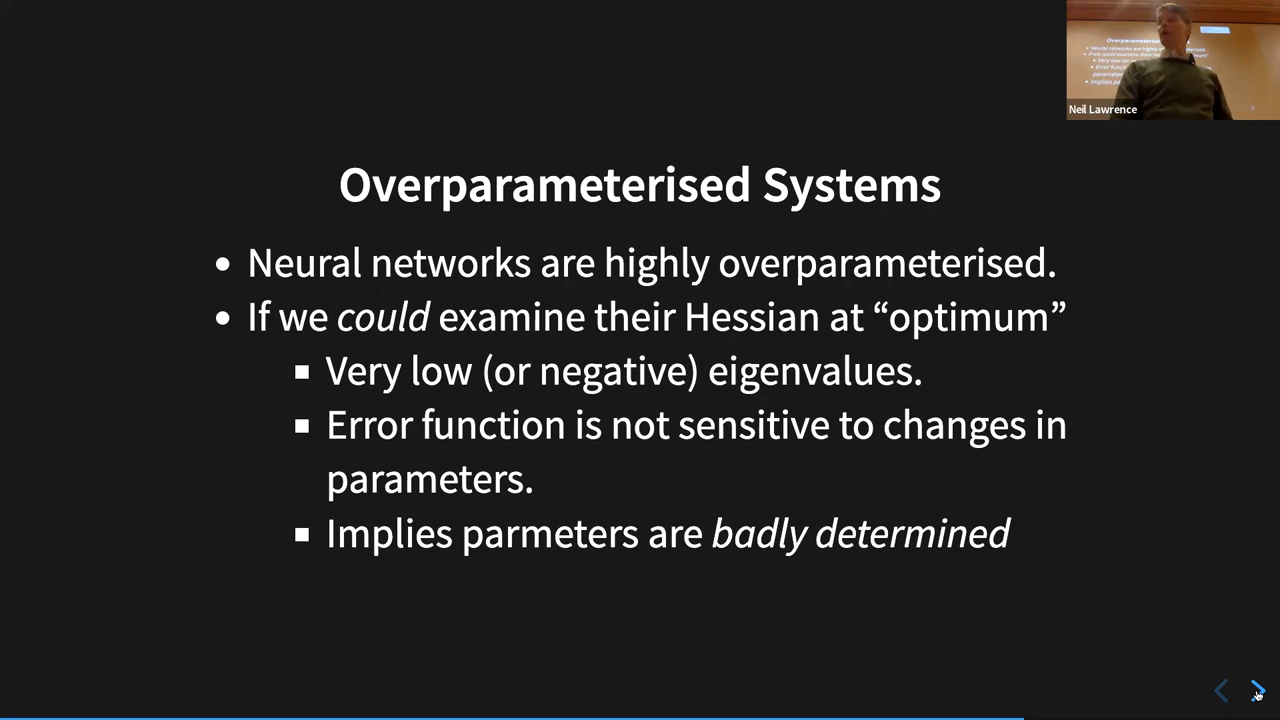 Overparameterised Systems
• Neural networks are highly overparameterised.
• If we could examine their Hessian at “optimum”
▪ Very low (or negative) eigenvalues.
▪ Error function is not sensitive to changes in
parameters.
▪ Implies parmeters are badly determined
Neil Lawrence